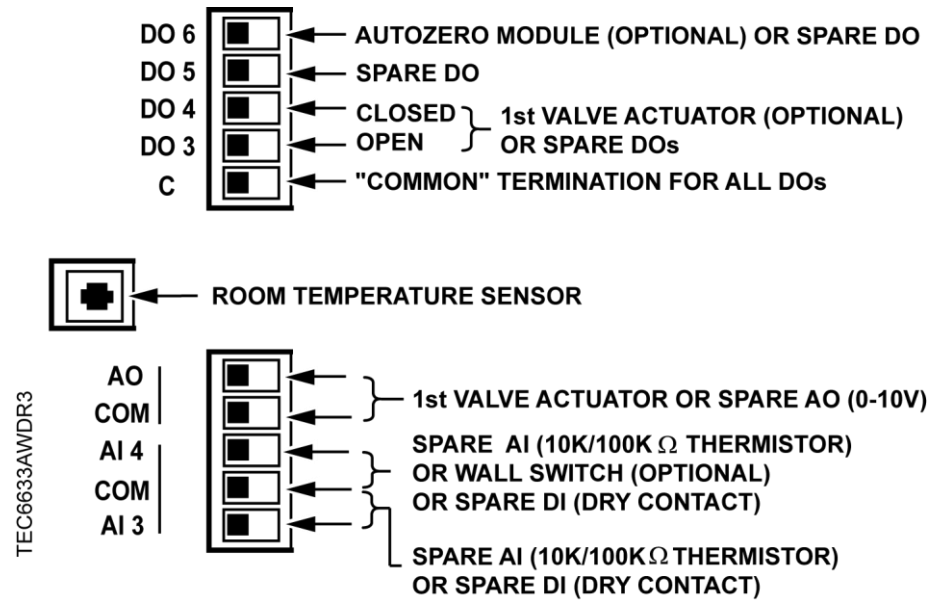 DO 6 AUTOZERO MODULE (OPTIONAL) OR SPARE DO
DO 5 SPARE DO
DO 4 CLOSED 1st VALVE ACTUATOR (OPTIONAL)
DO 3 OPEN OR SPARE DOs
C "COMMON" TERMINATION FOR ALL DOs
ROOM TEMPERATURE SENSOR
AO
COM
1st VALVE ACTUATOR OR SPARE AO (0-10V)
AI 4
COM
AI 3
SPARE AI (10K/100K Ω THERMISTOR)
OR WALL SWITCH (OPTIONAL)
OR SPARE DI (DRY CONTACT)
SPARE AI (10K/100K Ω THERMISTOR)
OR SPARE DI (DRY CONTACT)
TEC6633AWDR3